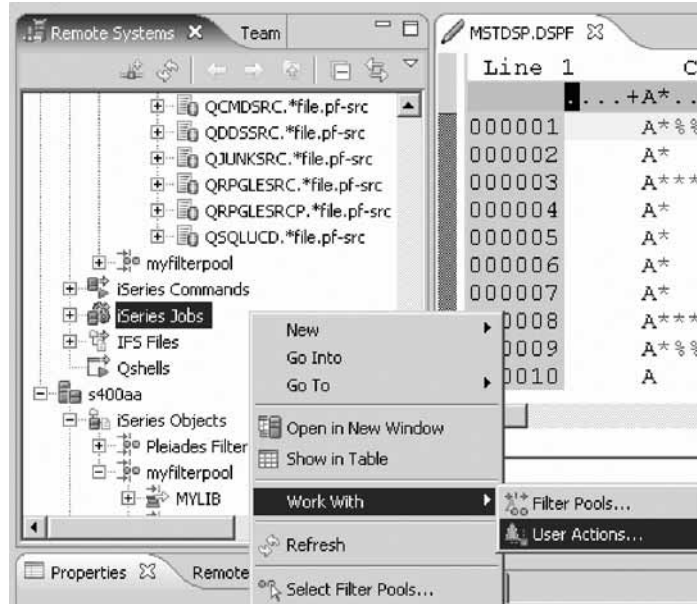 Remote Systems
Team
MSTDSP.DSPF
Line 1
C
....+A*..
QCMDSRC.*file.pf-src
QDDSSRC.*file.pf-src
QJUNKSRC.*file.pf-src
QRPGLESRC.*file.pf-src
QRPGLESRCP.*file.pf-src
QSQLUCD.*file.pf-src
myfilterpool
iSeries Commands
iSeries Jobs
IFS Files
Qshells
s400aa
iSeries Objects
Pleiades Filter
myfilterpool
MYLIB
000001 A*%%
000002 A*
000003 A***
000004 A*
000005 A*
000006 A*
000007 A*
0008 A***
0009 A*%%
0010 A
New
Go Into
Go To
Open in New Window
Show in Table
Work With
Refresh
Select Filter Pools...
Filter Pools...
User Actions...
Properties
Remote